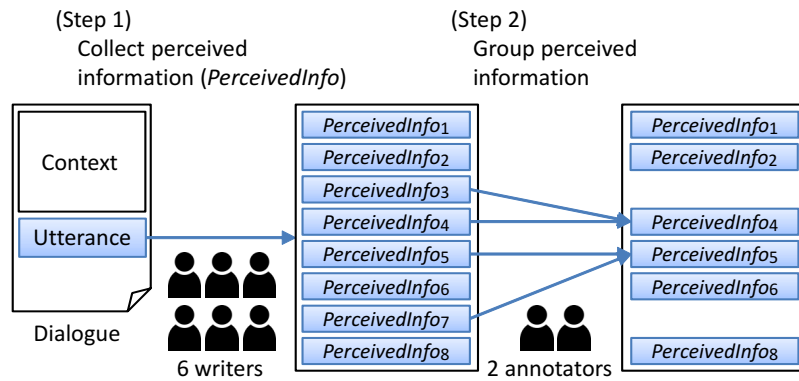 (Step 1)
Collect perceived
information (PerceivedInfo)
(Step 2)
Group perceived
information
Context
Utterance
Dialogue
6 writers
PerceivedInfo1
PerceivedInfo2
PerceivedInfo3
PerceivedInfo4
PerceivedInfo5
PerceivedInfo6
PerceivedInfo7
PerceivedInfo8
2 annotators
PerceivedInfo1
PerceivedInfo2
PerceivedInfo4
PerceivedInfo5
PerceivedInfo6
PerceivedInfo8